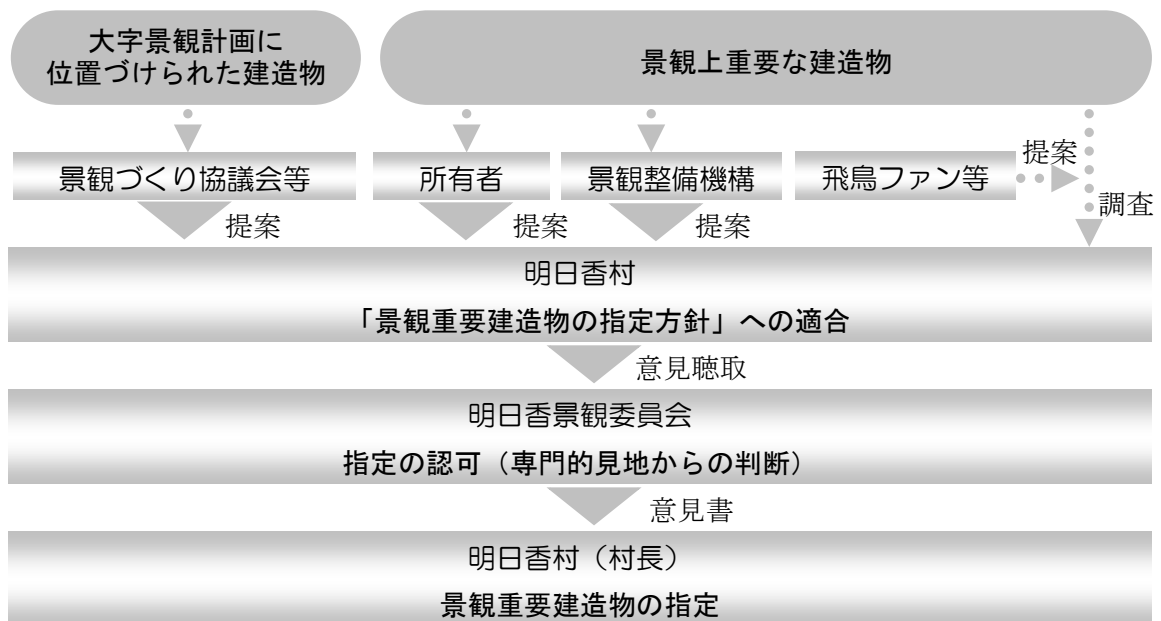 大字景観計画に
位置づけられた建造物
景観上重要な建造物
景観づくり協議会等
所有者
景観整備機構
飛鳥ファン等
提案
調査
提案
提案
提案
明日香村
「景観重要建造物の指定方針」への適合
意見聴取
明日香景観委員会
指定の認可（専門的見地からの判断）
意見書
明日香村（村長）
景観重要建造物の指定